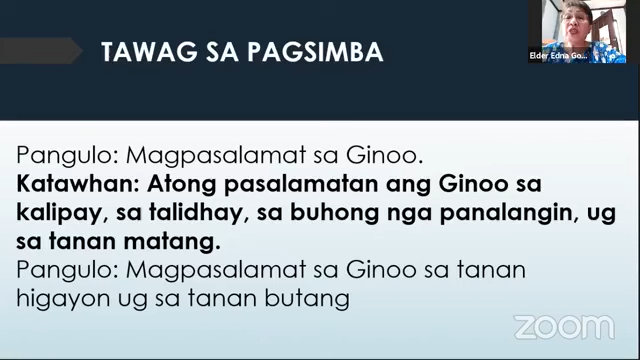 TAWAG SA PAGSIMBA
Elder Edna Go...
Pangulo: Magpasalamat sa Ginoo.
Katawhan: Atong pasalamatan ang Ginoo sa
kalipay, sa talidhay, sa buhong nga panalangin, ug
sa tanan matang.
Pangulo: Magpasalamat sa Ginoo sa tanan
higayon ug sa tanan butang
zoom